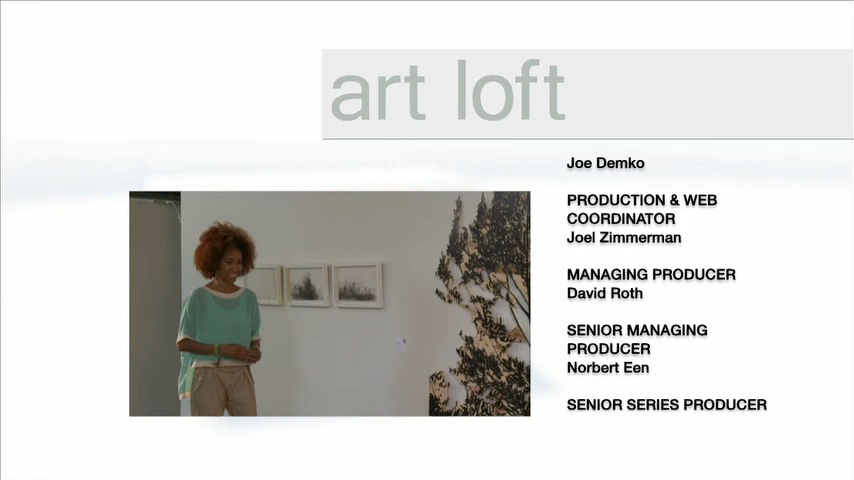 art loft
Joe Demko
PRODUCTION & WEB
COORDINATOR
Joel Zimmerman
MANAGING PRODUCER
David Roth
SENIOR MANAGING
PRODUCER
Norbert Een
SENIOR SERIES PRODUCER